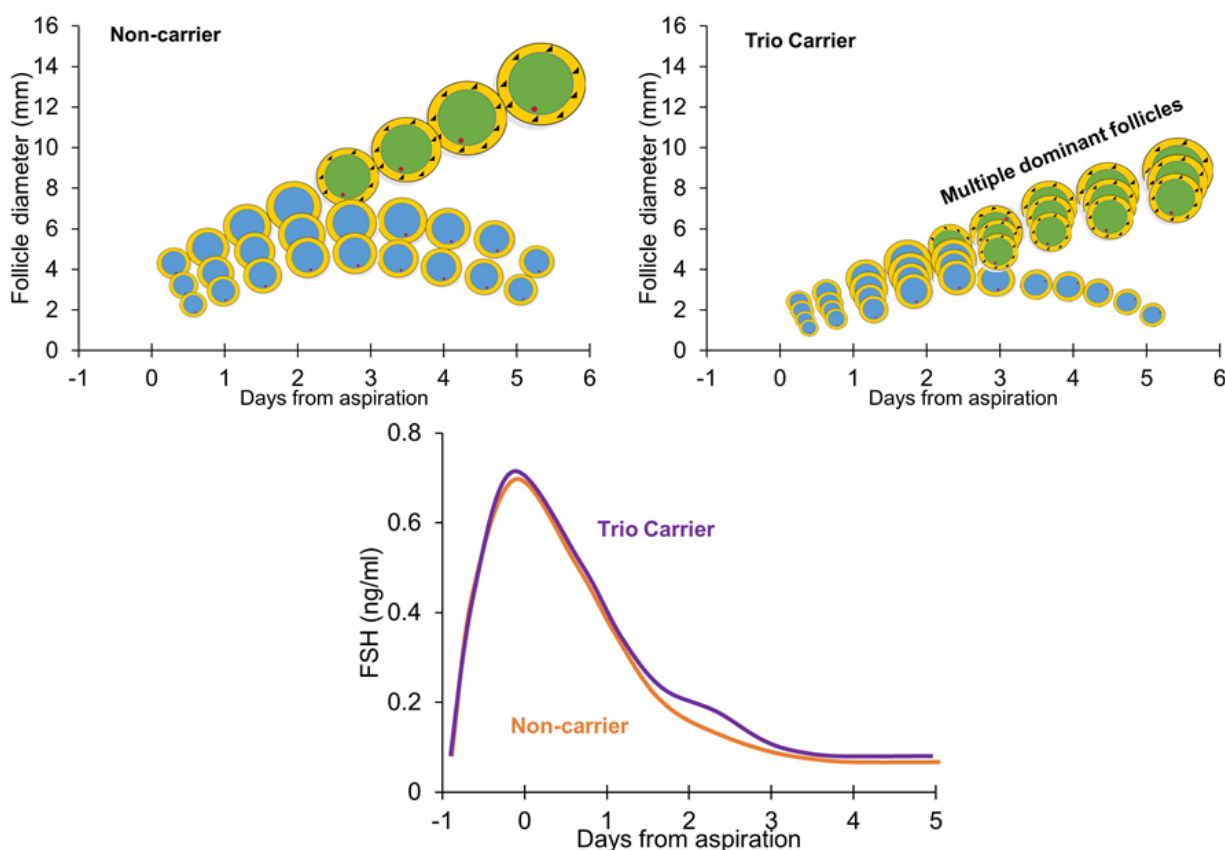 Non-carrier
Follicle diameter (mm)
16
14
12
10
8
6
4
2
0
-1 0 1 2 3 4 5 6
Days from aspiration
Trio Carrier
Multiple dominant follicles
Follicle diameter (mm)
16
14
12
10
8
6
4
2
0
-1 0 1 2 3 4 5 6
Days from aspiration
FSH (ng/ml)
0.8
0.6
0.4
0.2
0
Trio Carrier
Non-carrier
-1 0 1 2 3 4 5
Days from aspiration